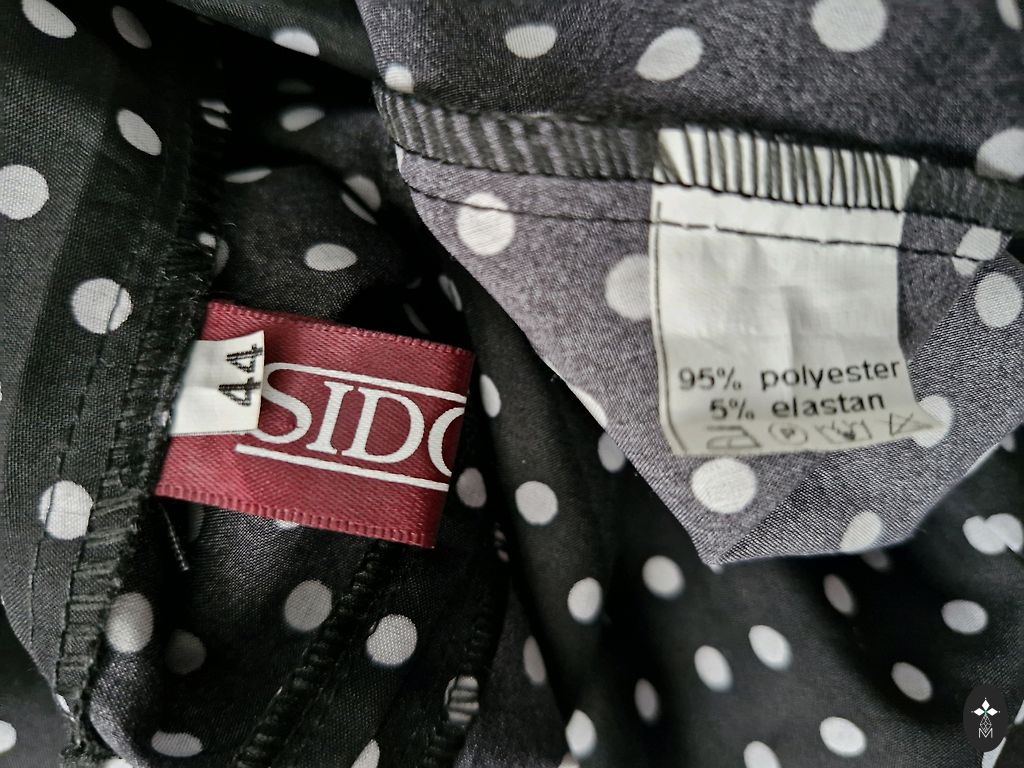 44
SIDO
95% polyester
5% elastan
M